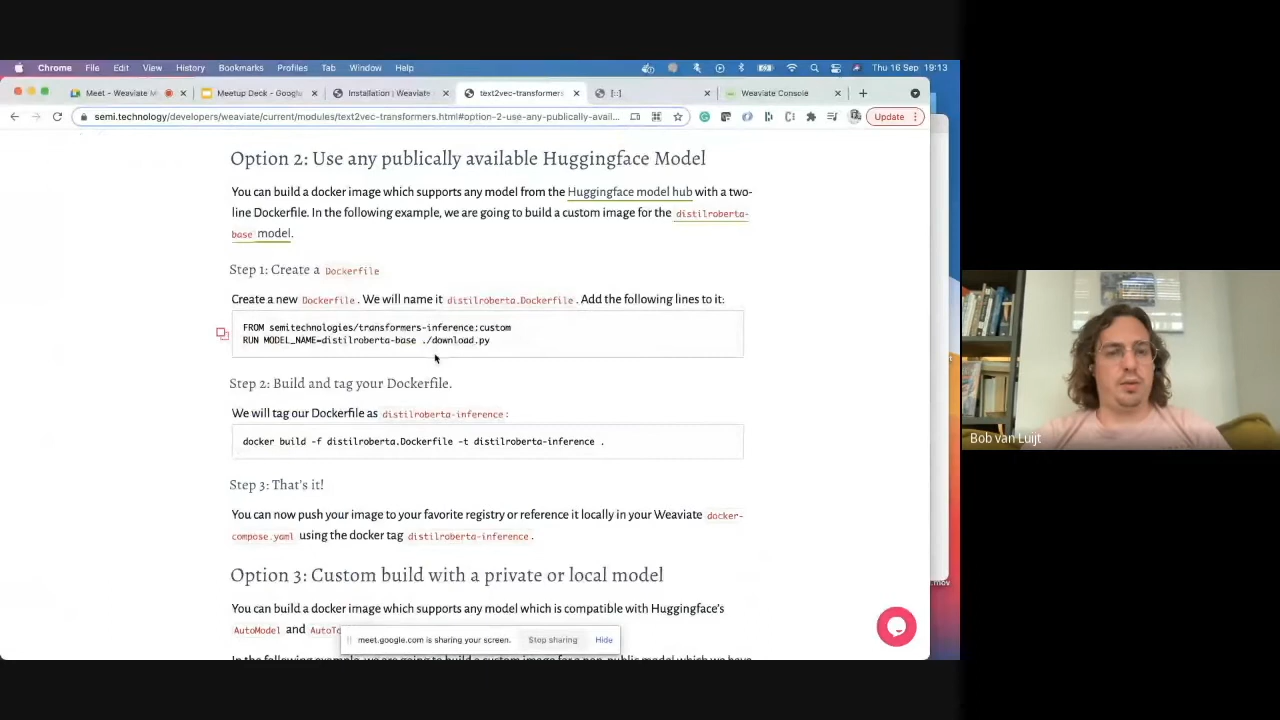 Chrome File Edit View History Bookmarks Profiles Tab Window Help Thu 16 Sep 19:13
Meet - Weaviate M Meetup Deck - Google Installation | Weaviate text2vec-transformers [::] Weaviate Console
semi.technology/developers/weaviate/current/modules/text2vec-transformers.html#option-2-use-any-publically-avail... Update
Option 2: Use any publically available Huggingface Model
You can build a docker image which supports any model from the Huggingface model hub with a two-
line Dockerfile. In the following example, we are going to build a custom image for the distilroberta-
base model.
Step 1: Create a Dockerfile
Create a new Dockerfile. We will name it distilroberta.Dockerfile. Add the following lines to it:
FROM semitechnologies/transformers-inference:custom
RUN MODEL_NAME=distilroberta-base ./download.py
Step 2: Build and tag your Dockerfile.
We will tag our Dockerfile as distilroberta-inference:
docker build -f distilroberta.Dockerfile -t distilroberta-inference .
Step 3: That's it!
You can now push your image to your favorite registry or reference it locally in your Weaviate docker-
compose.yaml using the docker tag distilroberta-inference.
Option 3: Custom build with a private or local model
You can build a docker image which supports any model which is compatible with Huggingface's
AutoModel and AutoTo
meet.google.com is sharing your screen. Stop sharing Hide
.mov
Bob van Luijt